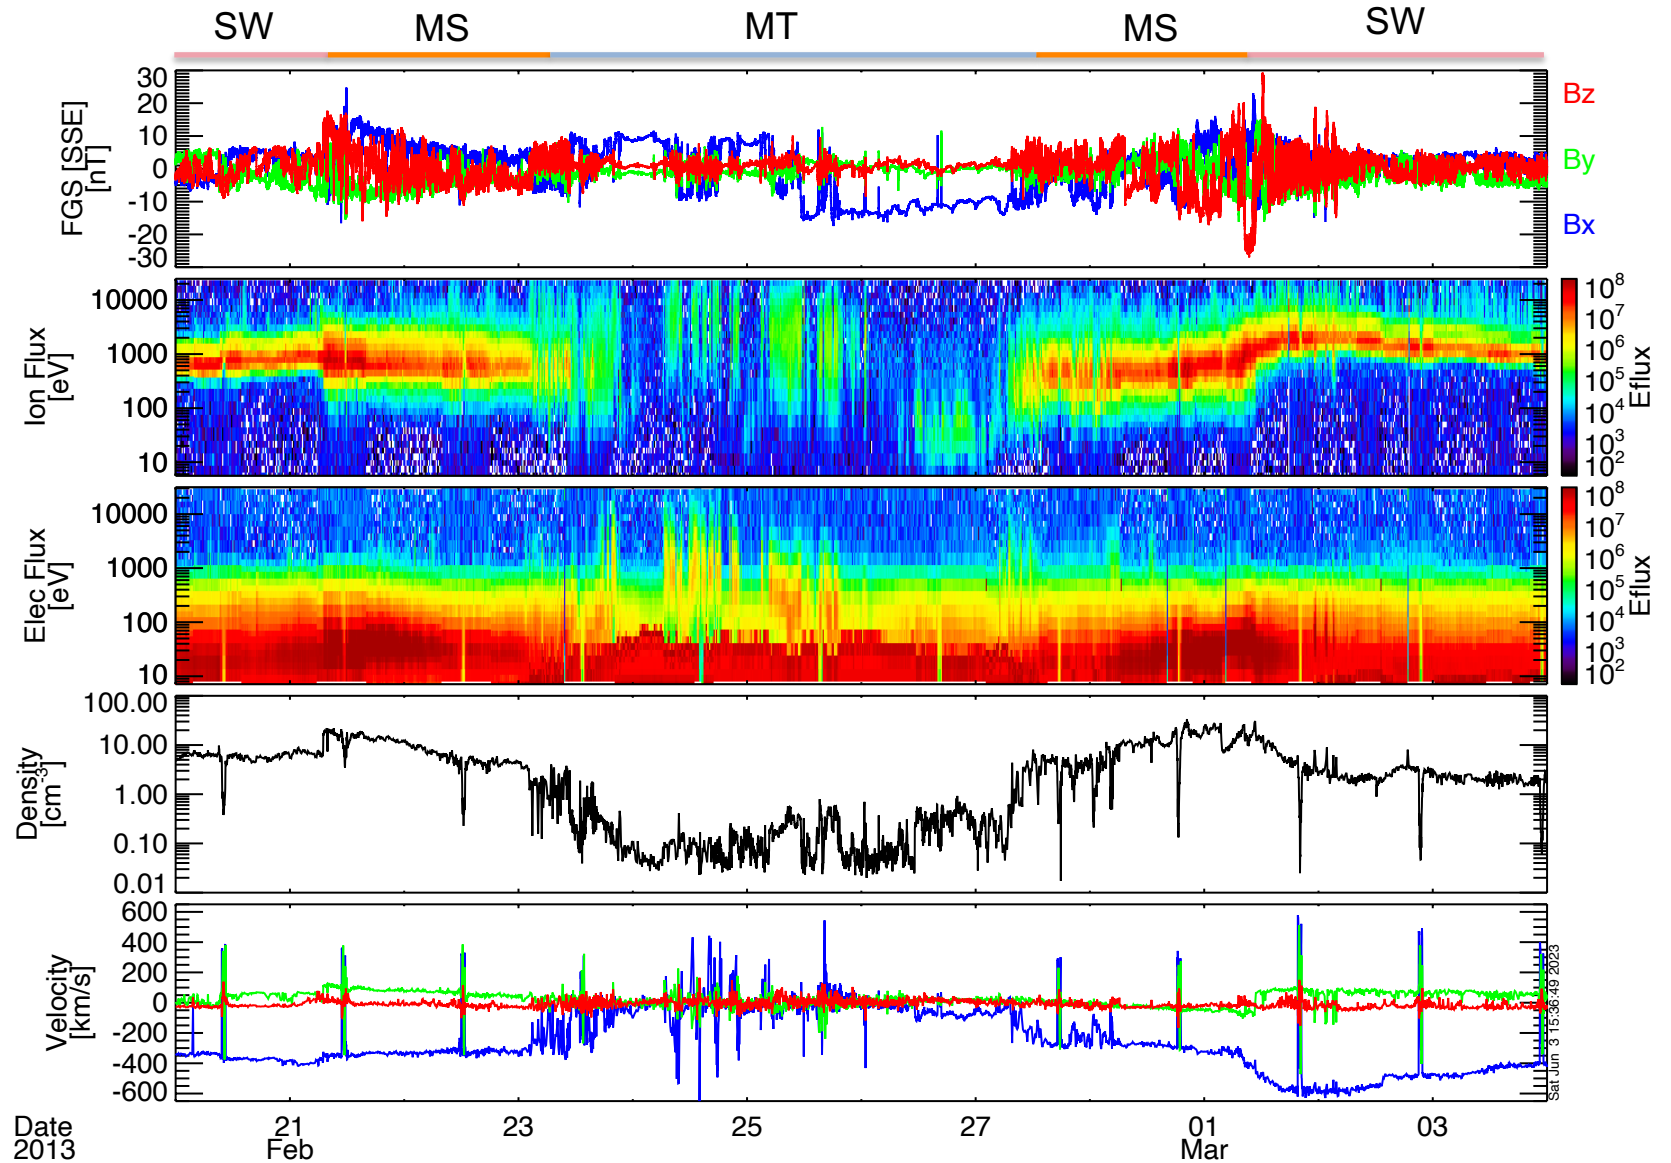 SW MS MT MS SW
30
20
10
0
-10
-20
-30
FGS [SSE]
[nT]
Bz
By
Bx
10000
1000
100
10
Ion Flux
[eV]
10^8
10^7
10^6
10^5
10^4
10^3
10^2
Eflux
10000
1000
100
10
Elec Flux
[eV]
10^8
10^7
10^6
10^5
10^4
10^3
10^2
Eflux
100.00
10.00
1.00
0.10
0.01
Density
[cm^-3]
600
400
200
0
-200
-400
-600
Velocity
[km/s]
Sat Jun 3 15:36:49 2023
Date 21 23 25 27 01 03
2013 Feb Mar